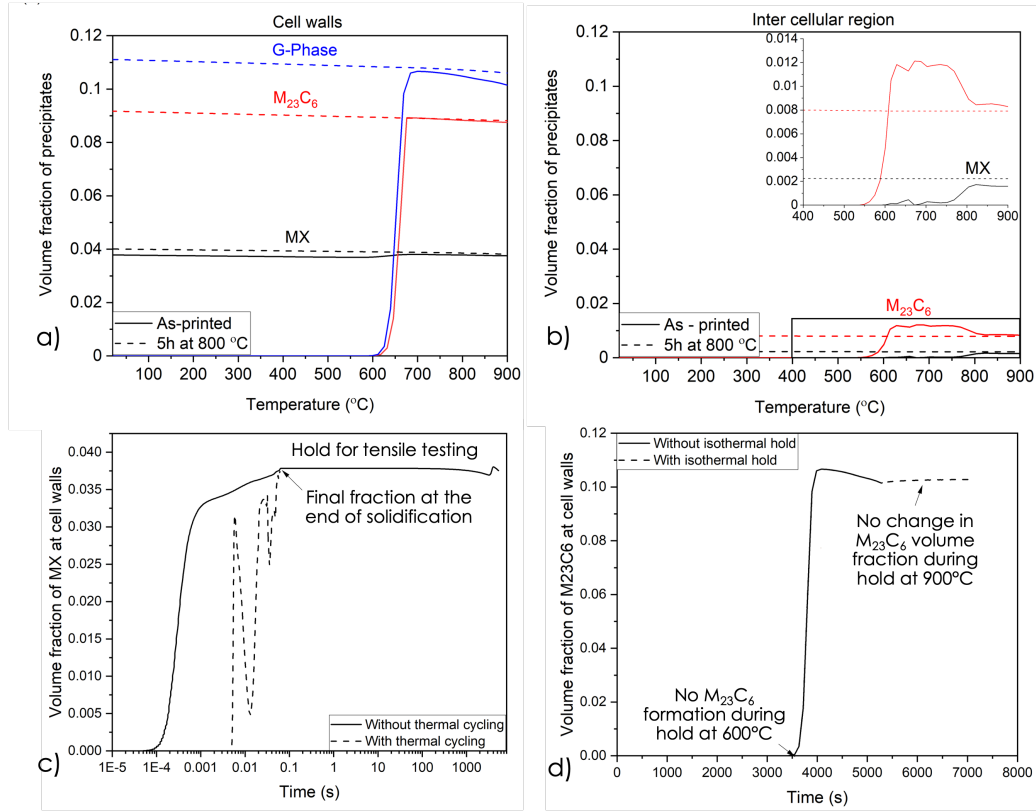 Cell walls
G-Phase
M23C6
MX
As-printed
5h at 800 °C
a)
Volume fraction of precipitates
0.12
0.1
0.08
0.06
0.04
0.02
0
100 200 300 400 500 600 700 800 900
Temperature (°C)
Inter cellular region
0.014
0.012
0.010
0.008
0.006
0.004
0.002
0
400 500 600 700 800 900
MX
M23C6
As - printed
5h at 800 °C
b)
Volume fraction of precipitates
0.12
0.1
0.08
0.06
0.04
0.02
0
100 200 300 400 500 600 700 800 900
Temperature (°C)
Hold for tensile testing
Final fraction at the
end of solidification
Without thermal cycling
With thermal cycling
c)
Volume fraction of MX at cell walls
0.040
0.035
0.030
0.025
0.020
0.015
0.010
0.005
0.000
1E-5 1E-4 0.001 0.01 0.1 1 10 100 1000
Time (s)
Without isothermal hold
With isothermal hold
No change in
M23C6 volume
fraction during
hold at 900ºC
No M23C6
formation during
hold at 600ºC
d)
Volume fraction of M23C6 at cell walls
0.12
0.10
0.08
0.06
0.04
0.02
0.00
0 1000 2000 3000 4000 5000 6000 7000 8000
Time (s)